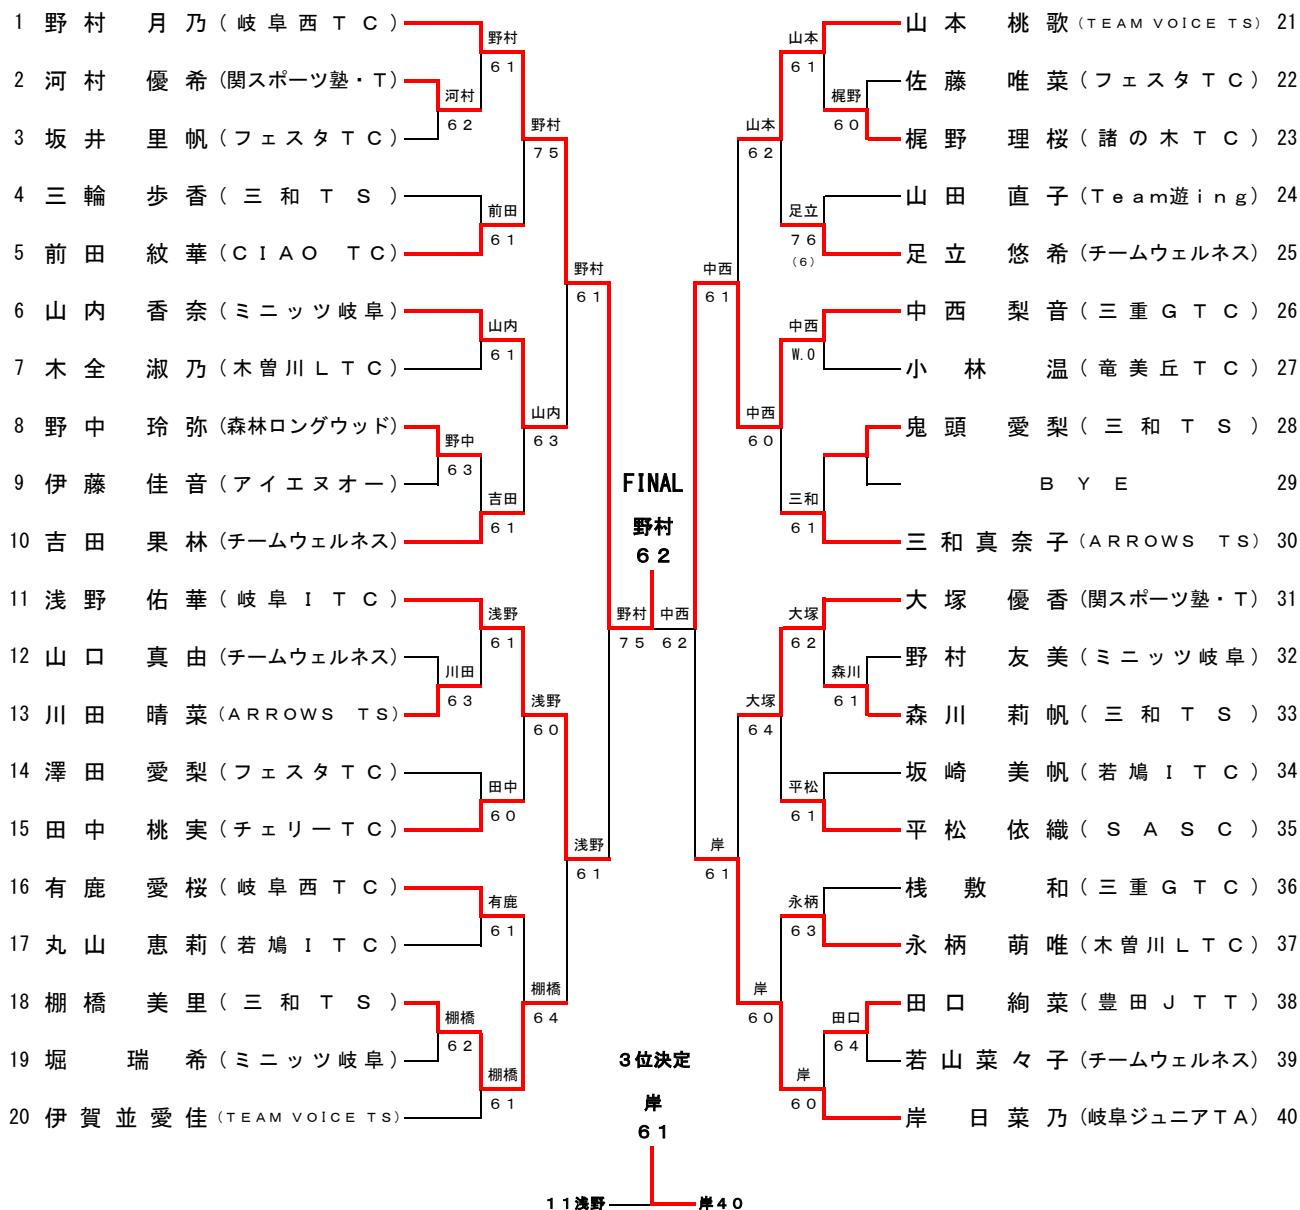 1 野村 月乃 (岐阜西TC)
2 河村 優希 (関スポーツ塾・T)
3 坂井 里帆 (フェスタTC)
4 三輪 歩香 (三和TS)
5 前田 紋華 (CIAO TC)
6 山内 香奈 (ミニッツ岐阜)
7 木全 淑乃 (木曽川LTC)
8 野中 玲弥 (森林ロングウッド)
9 伊藤 佳音 (アイエヌオー)
10 吉田 果林 (チームウェルネス)
11 浅野 佑華 (岐阜ITC)
12 山口 真由 (チームウェルネス)
13 川田 晴菜 (ARROWS TS)
14 澤田 愛梨 (フェスタTC)
15 田中 桃実 (チェリーTC)
16 有鹿 愛桜 (岐阜西TC)
17 丸山 恵莉 (若鳩ITC)
18 棚橋 美里 (三和TS)
19 堀 瑞希 (ミニッツ岐阜)
20 伊賀並愛佳 (TEAM VOICE TS)
河村
62
野中
63
川田
63
棚橋
62
野村
61
前田
61
山内
61
吉田
61
浅野
61
田中
60
有鹿
61
棚橋
61
野村
75
山内
63
浅野
60
棚橋
64
野村
61
浅野
61
野村
75
FINAL
野村
62
中西
62
中西
61
岸
61
山本
62
中西
60
大塚
64
岸
60
山本
61
足立
76
(6)
中西
W.O
三和
61
大塚
62
平松
61
永柄
63
岸
60
梶野
60
森川
61
田口
64
山本 桃歌 (TEAM VOICE TS) 21
佐藤 唯菜 (フェスタTC) 22
梶野 理桜 (諸の木TC) 23
山田 直子 (Team遊ing) 24
足立 悠希 (チームウェルネス) 25
中西 梨音 (三重GTC) 26
小林 温 (竜美丘TC) 27
鬼頭 愛梨 (三和TS) 28
BYE 29
三和真奈子 (ARROWS TS) 30
大塚 優香 (関スポーツ塾・T) 31
野村 友美 (ミニッツ岐阜) 32
森川 莉帆 (三和TS) 33
坂崎 美帆 (若鳩ITC) 34
平松 依織 (SASC) 35
桟敷 和 (三重GTC) 36
永柄 萌唯 (木曽川LTC) 37
田口 絢菜 (豊田JTT) 38
若山菜々子 (チームウェルネス) 39
岸 日菜乃 (岐阜ジュニアTA) 40
3位決定
岸
61
11浅野
岸40